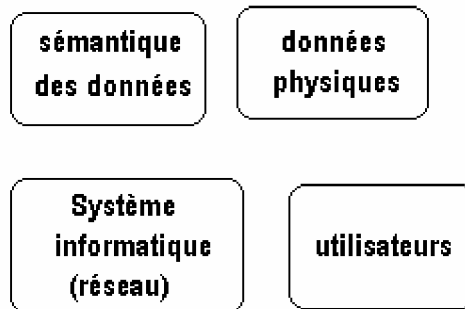 sémantique
des données
données
physiques
Système
informatique
(réseau)
utilisateurs